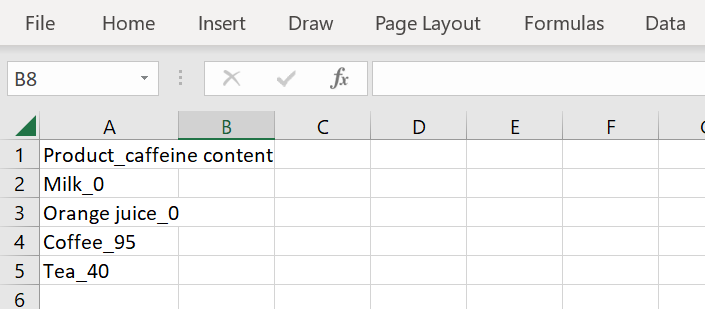 File Home Insert Draw Page Layout Formulas Data
B8 fx
A B C D E F
1 Product_caffeine content
2 Milk_0
3 Orange juice_0
4 Coffee_95
5 Tea_40
6